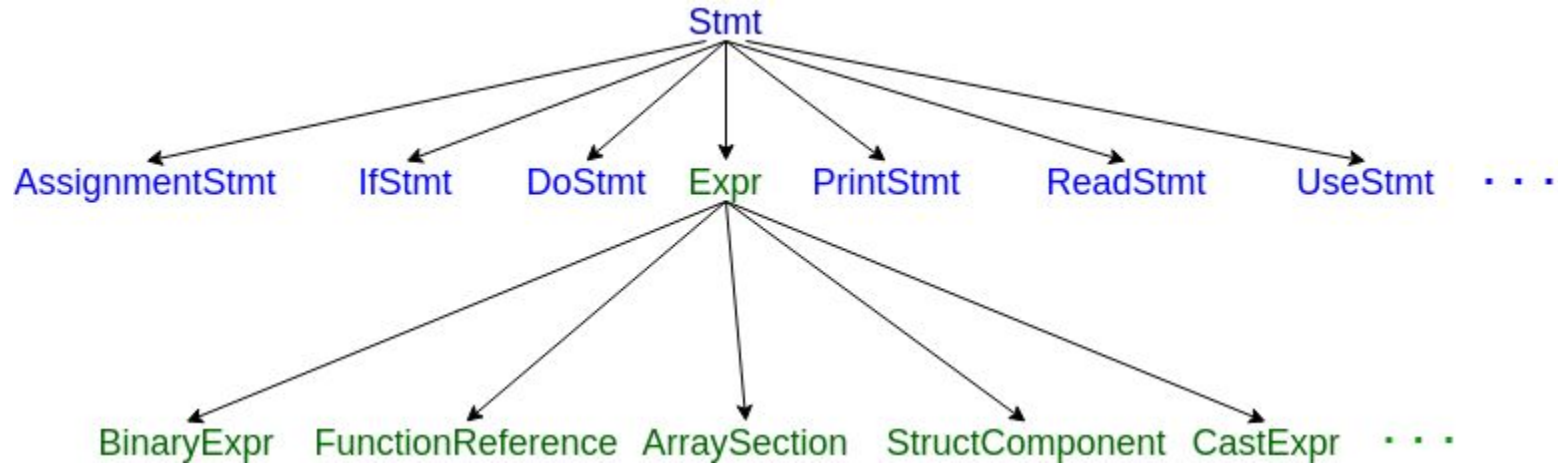 Stmt
AssignmentStmt IfStmt DoStmt Expr PrintStmt ReadStmt UseStmt . . .
BinaryExpr FunctionReference ArraySection StructComponent CastExpr . . .